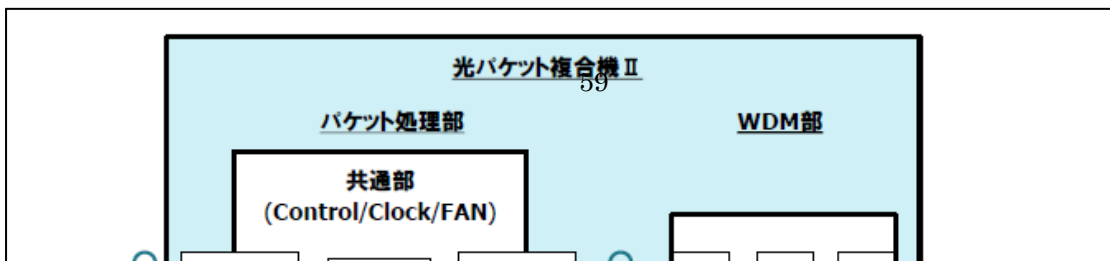 光パケット複合機Ⅱ
59
パケット処理部
WDM部
共通部
(Control/Clock/FAN)